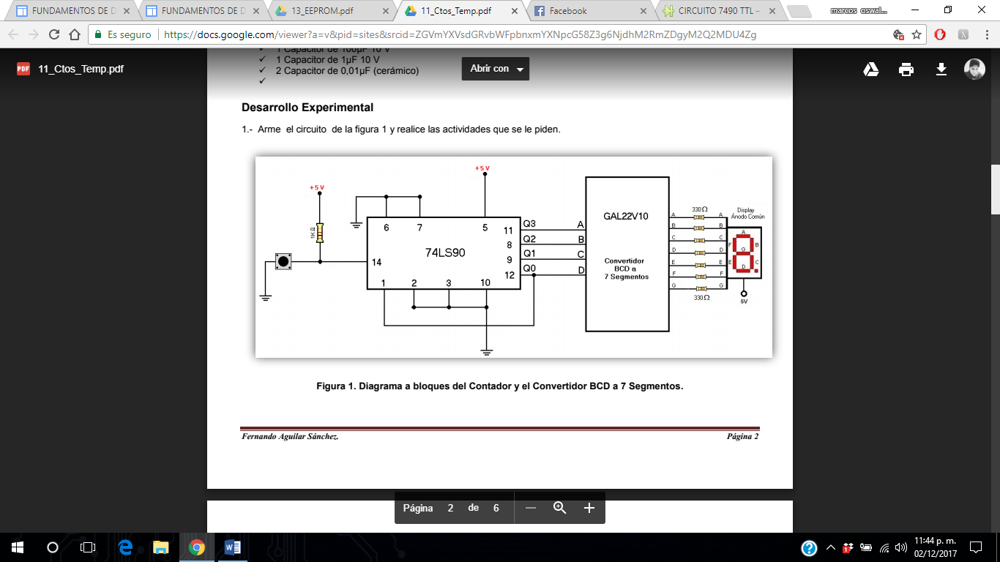 FUNDAMENTOS DE D
FUNDAMENTOS DE D
13_EEPROM.pdf
11_Ctos_Temp.pdf
Facebook
CIRCUITO 7490 TTL –
marcos_oswal...
Es seguro
https://docs.google.com/viewer?a=v&pid=sites&srcid=ZGVmYXVsdGRvbWFpbnxmYXNpcG58Z3g6NjdhM2RmZDgyM2Q2MDU4Zg
PDF 11_Ctos_Temp.pdf
Abrir con
✓ 1 Capacitor de 100µF 10 V
✓ 1 Capacitor de 1µF 10 V
✓ 2 Capacitor de 0,01µF (cerámico)
✓
Desarrollo Experimental
1.- Arme el circuito de la figura 1 y realice las actividades que se le piden.
+5 V
+5 V
1K Ω
6 7 5 11
8
9
12
14
74LS90
1 2 3 10
Q3
Q2
Q1
Q0
A
B
C
D
GAL22V10
Convertidor
BCD a
7 Segmentos
330Ω
A A
B B
C C
D D
E E
F F
G G
330Ω
Display
Ánodo Común
A
F B
G
E C
D
5V
Figura 1. Diagrama a bloques del Contador y el Convertidor BCD a 7 Segmentos.
Fernando Aguilar Sánchez. Página 2
Página 2 de 6
11:44 p. m.
02/12/2017